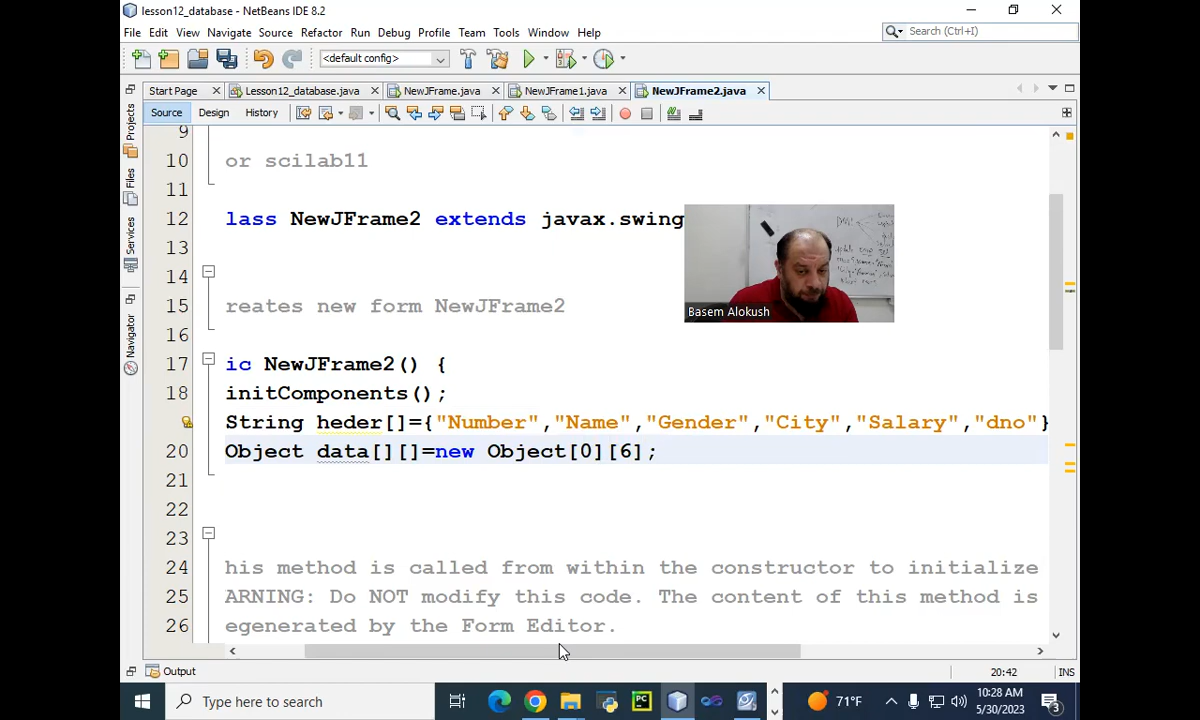 lesson12_database - NetBeans IDE 8.2
File Edit View Navigate Source Refactor Run Debug Profile Team Tools Window Help
Search (Ctrl+I)
<default config>
Start Page Lesson12_database.java NewJFrame.java NewJFrame1.java NewJFrame2.java
Source Design History
Projects
Files
Services
Navigator
9
10 or scilab11
11
12 lass NewJFrame2 extends javax.swing
13
14
15 reates new form NewJFrame2
16
17 ic NewJFrame2() {
18 initComponents();
String heder[]={"Number","Name","Gender","City","Salary","dno"}
20 Object data[][]=new Object[0][6];
21
22
23
24 his method is called from within the constructor to initialize
25 ARNING: Do NOT modify this code. The content of this method is
26 egenerated by the Form Editor.
Basem Alokush
Output
20:42 INS
Type here to search
PC
71°F
10:28 AM
5/30/2023
3